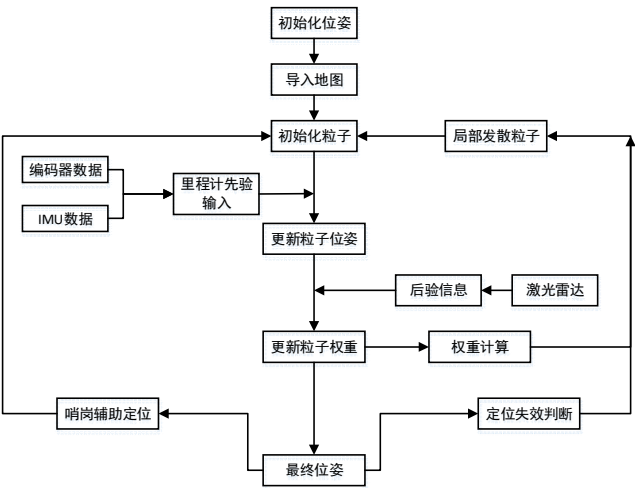 初始化位姿
导入地图
初始化粒子
局部发散粒子
编码器数据
里程计先验
输入
IMU数据
更新粒子位姿
后验信息
激光雷达
更新粒子权重
权重计算
哨岗辅助定位
定位失效判断
最终位姿